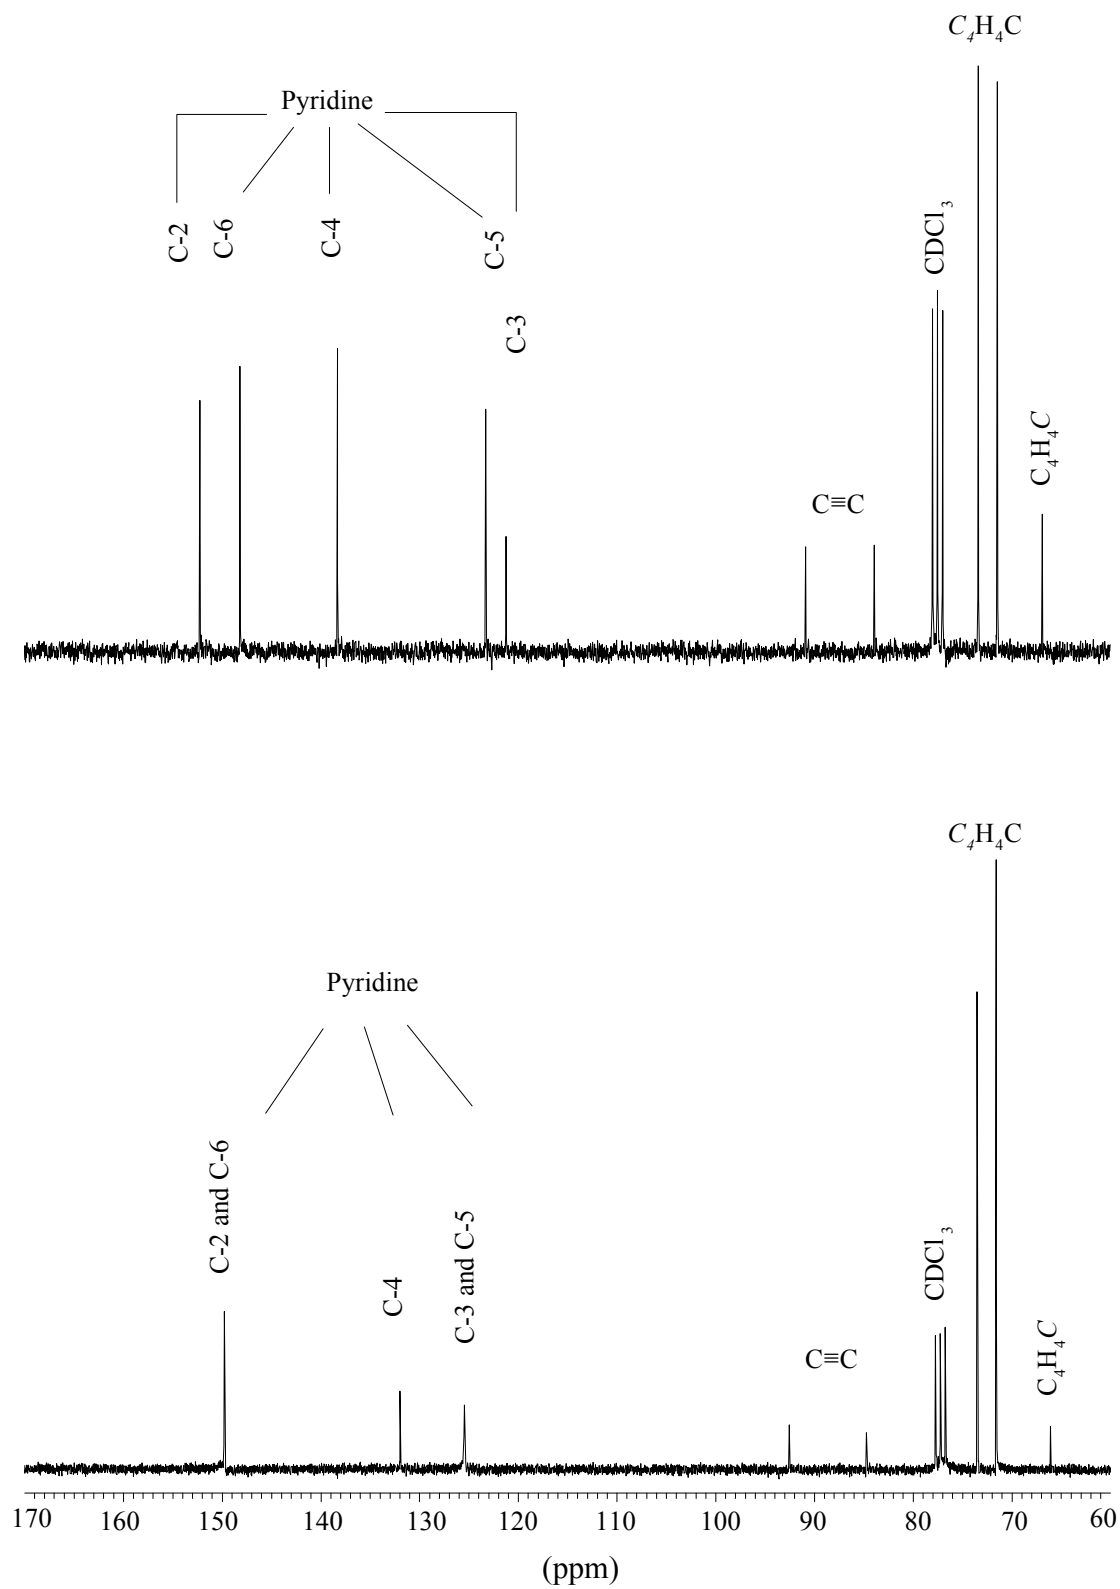 C₄H₄C
Pyridine
C-2
C-6
C-4
C-5
C-3
CDCl₃
C≡C
C₄H₄C
C₄H₄C
Pyridine
C-2 and C-6
C-4
C-3 and C-5
CDCl₃
C≡C
C₄H₄C
170 160 150 140 130 120 110 100 90 80 70 60
(ppm)